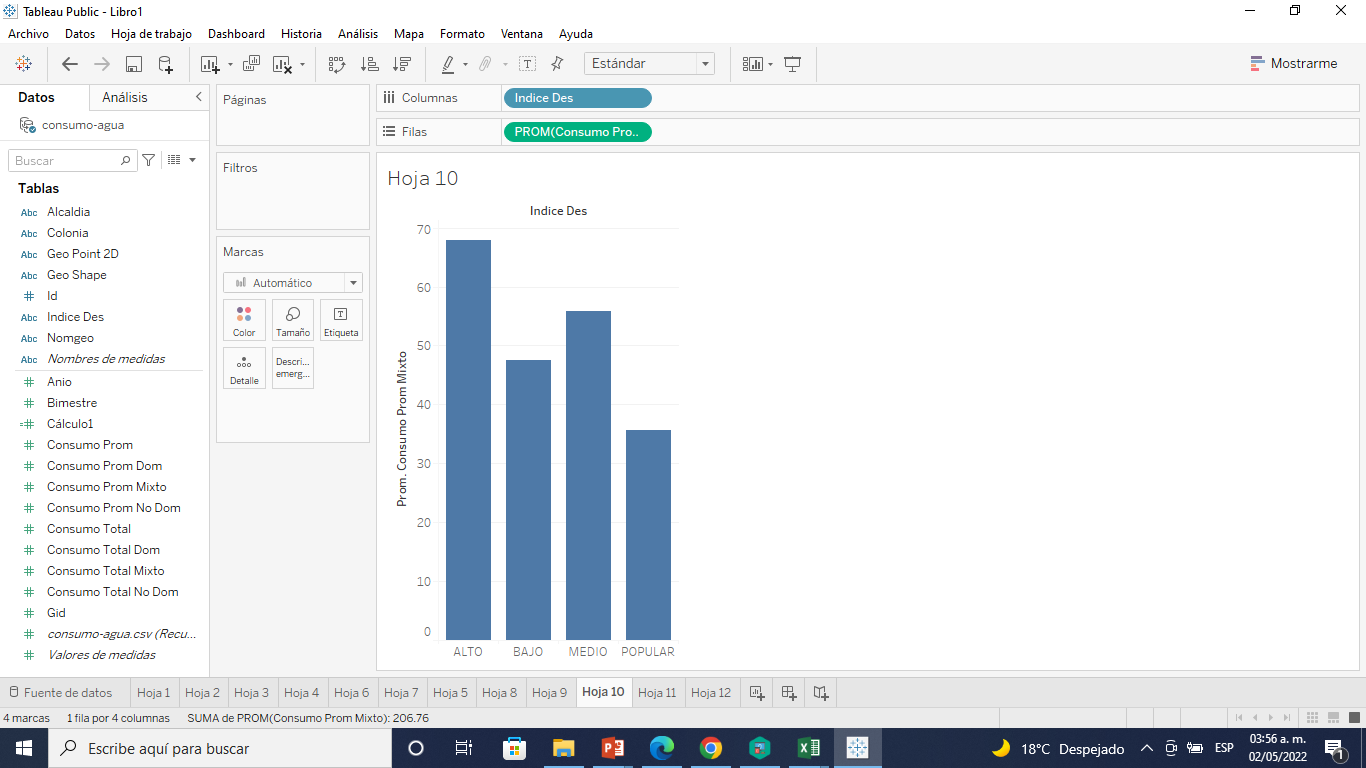 Tableau Public - Libro1
Archivo Datos Hoja de trabajo Dashboard Historia Análisis Mapa Formato Ventana Ayuda
Estándar
Mostrarme
Datos Análisis
consumo-agua
Buscar
Tablas
Abc Alcaldia
Abc Colonia
Abc Geo Point 2D
Abc Geo Shape
# Id
Abc Indice Des
Abc Nomgeo
Abc Nombres de medidas
# Anio
# Bimestre
=# Cálculo1
# Consumo Prom
# Consumo Prom Dom
# Consumo Prom Mixto
# Consumo Prom No Dom
# Consumo Total
# Consumo Total Dom
# Consumo Total Mixto
# Consumo Total No Dom
# Gid
# consumo-agua.csv (Recu...
# Valores de medidas
Páginas
Filtros
Marcas
Automático
Color Tamaño Etiqueta
Detalle
Descri...
emerg...
Columnas Indice Des
Filas PROM(Consumo Pro..
Hoja 10
Indice Des
Prom. Consumo Prom Mixto
70
60
50
40
30
20
10
0
ALTO BAJO MEDIO POPULAR
Fuente de datos Hoja 1 Hoja 2 Hoja 3 Hoja 4 Hoja 6 Hoja 7 Hoja 5 Hoja 8 Hoja 9 Hoja 10 Hoja 11 Hoja 12
4 marcas 1 fila por 4 columnas SUMA de PROM(Consumo Prom Mixto): 206.76
Escribe aquí para buscar
18°C Despejado
ESP
03:56 a. m.
02/05/2022
1